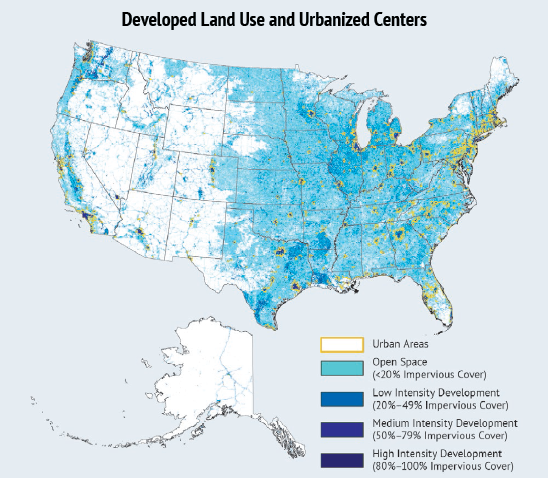 Developed Land Use and Urbanized Centers
Urban Areas
Open Space
(<20% Impervious Cover)
Low Intensity Development
(20%–49% Impervious Cover)
Medium Intensity Development
(50%–79% Impervious Cover)
High Intensity Development
(80%–100% Impervious Cover)